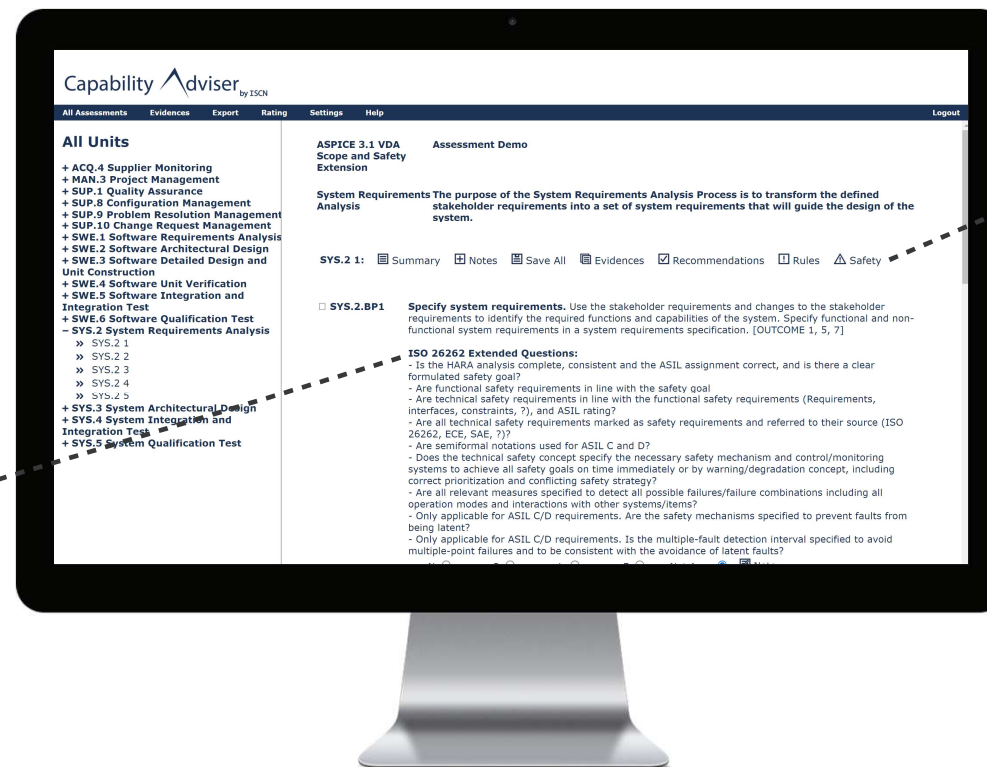 Capability Adviser by ISCN
All Assessments Evidences Export Rating Settings Help Logout
All Units
+ ACQ.4 Supplier Monitoring
+ MAN.3 Project Management
+ SUP.1 Quality Assurance
+ SUP.8 Configuration Management
+ SUP.9 Problem Resolution Management
+ SUP.10 Change Request Management
+ SWE.1 Software Requirements Analysis
+ SWE.2 Software Architectural Design
+ SWE.3 Software Detailed Design and
Unit Construction
+ SWE.4 Software Unit Verification
+ SWE.5 Software Integration and
Integration Test
+ SWE.6 Software Qualification Test
– SYS.2 System Requirements Analysis
» SYS.2 1
» SYS.2 2
» SYS.2 3
» SYS.2 4
» SYS.2 5
+ SYS.3 System Architectural Design
+ SYS.4 System Integration and
Integration Test
+ SYS.5 System Qualification Test
ASPICE 3.1 VDA Assessment Demo
Scope and Safety
Extension
System Requirements The purpose of the System Requirements Analysis Process is to transform the defined
Analysis stakeholder requirements into a set of system requirements that will guide the design of the
system.
SYS.2 1: Summary Notes Save All Evidences Recommendations Rules Safety
SYS.2.BP1 Specify system requirements. Use the stakeholder requirements and changes to the stakeholder
requirements to identify the required functions and capabilities of the system. Specify functional and non-
functional system requirements in a system requirements specification. [OUTCOME 1, 5, 7]
ISO 26262 Extended Questions:
- Is the HARA analysis complete, consistent and the ASIL assignment correct, and is there a clear
formulated safety goal?
- Are functional safety requirements in line with the safety goal
- Are technical safety requirements in line with the functional safety requirements (Requirements,
interfaces, constraints, ?), and ASIL rating?
- Are all technical safety requirements marked as safety requirements and referred to their source (ISO
26262, ECE, SAE, ?)?
- Are semiformal notations used for ASIL C and D?
- Does the technical safety concept specify the necessary safety mechanism and control/monitoring
systems to achieve all safety goals on time immediately or by warning/degradation concept, including
correct prioritization and conflicting safety strategy?
- Are all relevant measures specified to detect all possible failures/failure combinations including all
operation modes and interactions with other systems/items?
- Only applicable for ASIL C/D requirements. Are the safety mechanisms specified to prevent faults from
being latent?
- Only applicable for ASIL C/D requirements. Is the multiple-fault detection interval specified to avoid
multiple-point failures and to be consistent with the avoidance of latent faults?